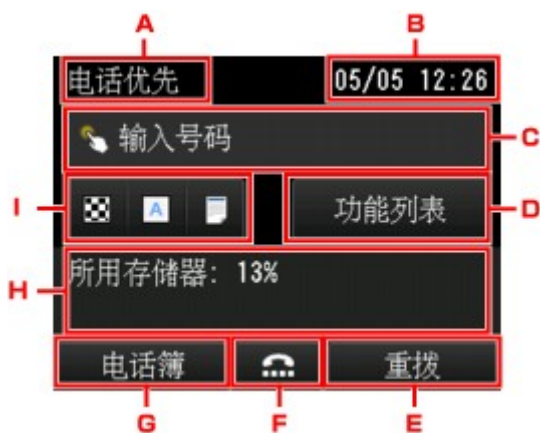 A B
电话优先 05/05 12:26
输入号码 C
I A 功能列表 D
H 所用存储器: 13%
电话簿 重拨
G F E